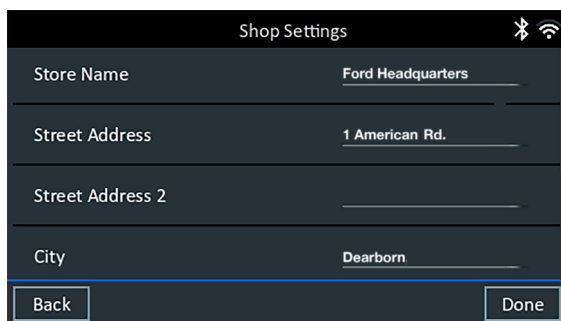 Shop Settings
Store Name Ford Headquarters
Street Address 1 American Rd.
Street Address 2
City Dearborn
Back Done